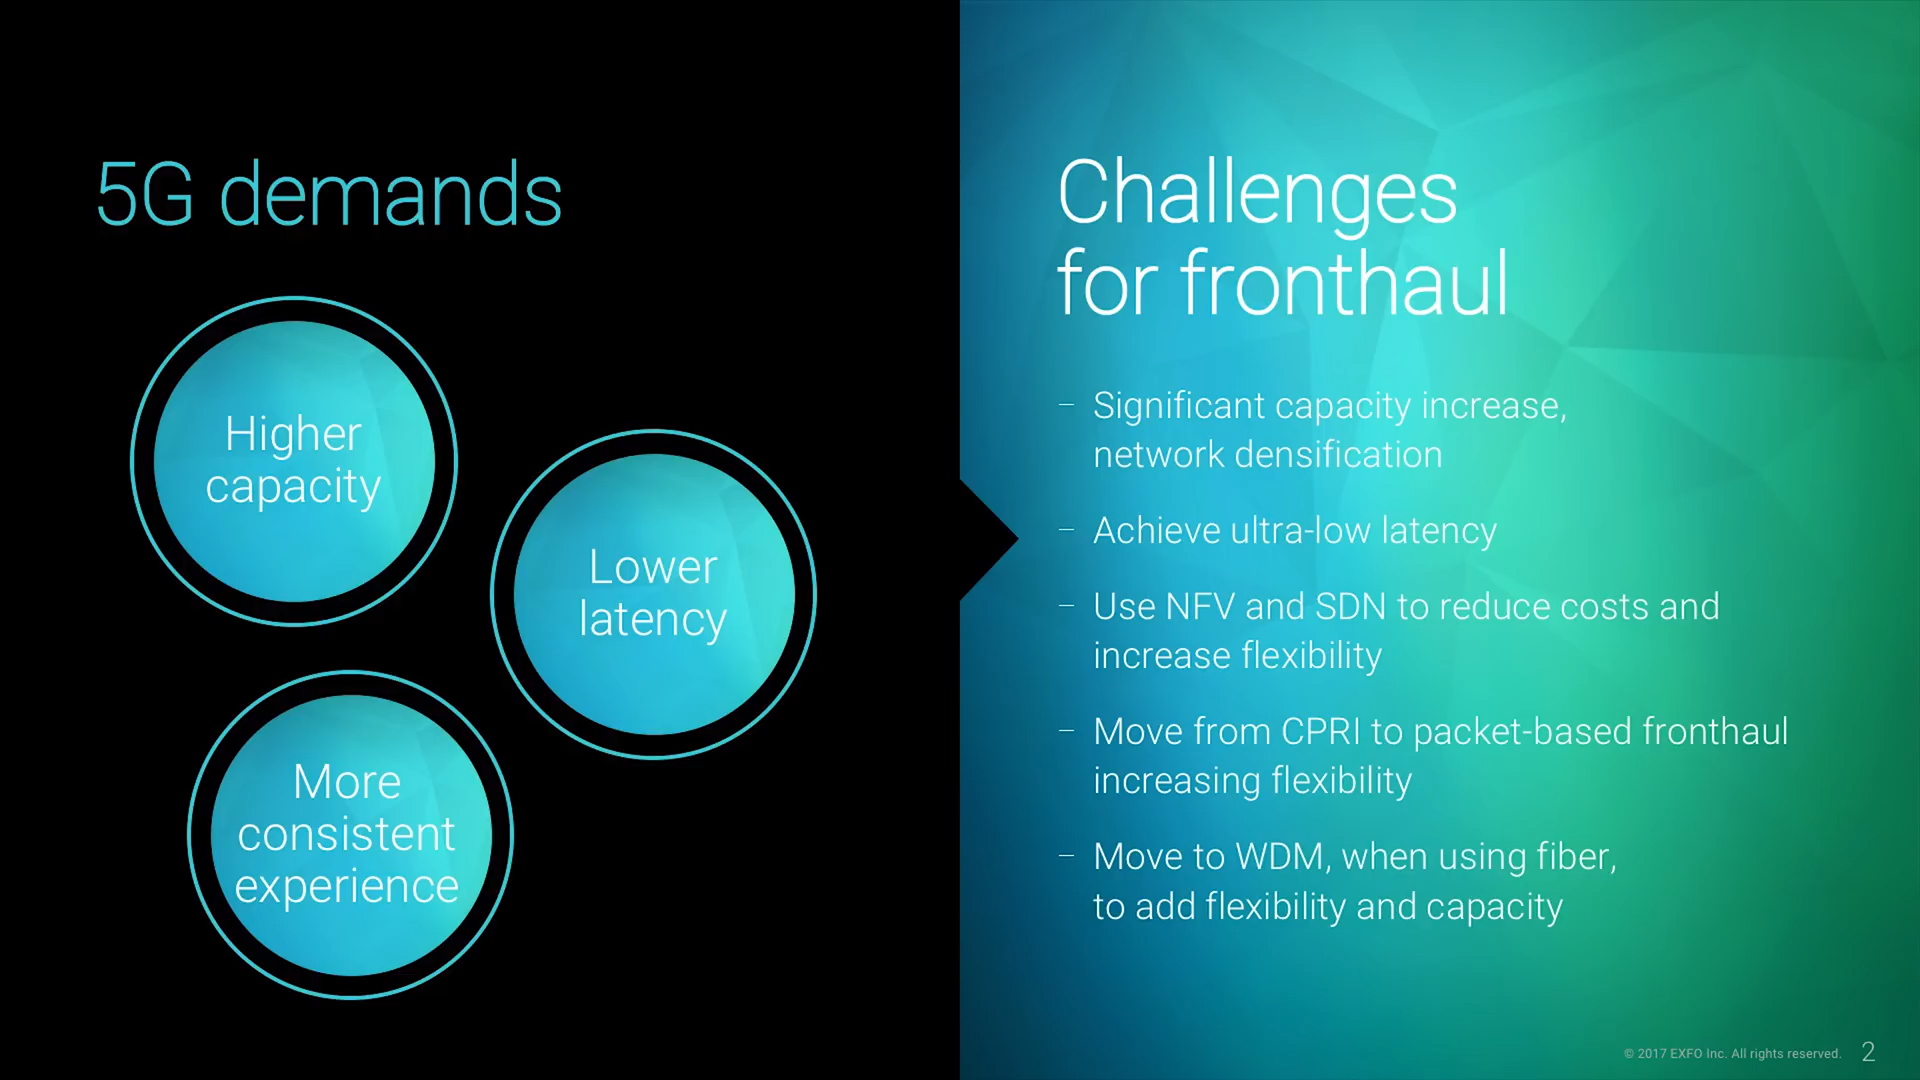 5G demands
Higher
capacity
Lower
latency
More
consistent
experience
Challenges
for fronthaul
– Significant capacity increase,
network densification
– Achieve ultra-low latency
– Use NFV and SDN to reduce costs and
increase flexibility
– Move from CPRI to packet-based fronthaul
increasing flexibility
– Move to WDM, when using fiber,
to add flexibility and capacity
© 2017 EXFO Inc. All rights reserved. 2